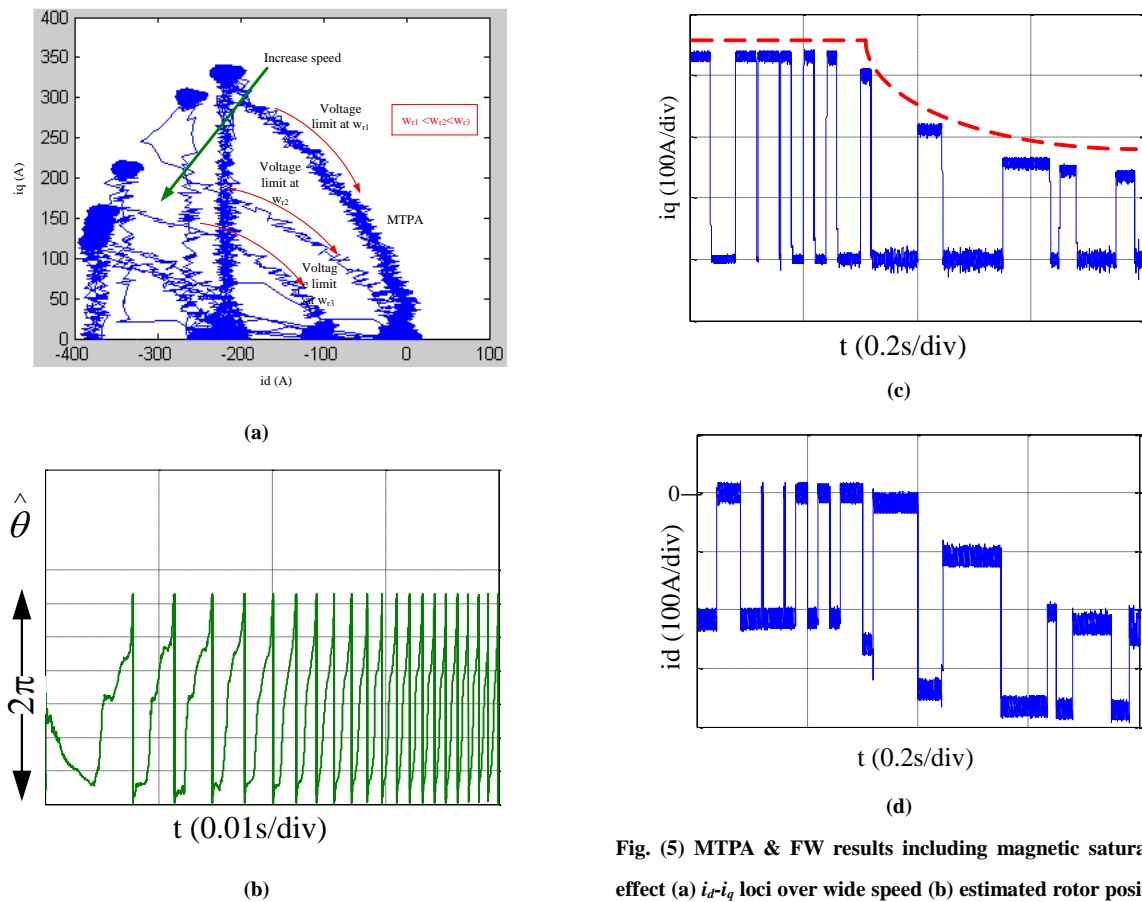 400
350
300
250
200
150
100
50
0
iq (A)
-400
-300
-200
-100
0
100
id (A)
Increase speed
Voltage
limit at wr1
wr1 <wr2<wr3
Voltage
limit at
wr2
MTPA
Voltag
e limit
at wr3
(a)
^
θ
2π
t (0.01s/div)
(b)
iq (100A/div)
t (0.2s/div)
(c)
0
id (100A/div)
t (0.2s/div)
(d)
Fig. (5) MTPA & FW results including magnetic satura
effect (a) id-iq loci over wide speed (b) estimated rotor posi